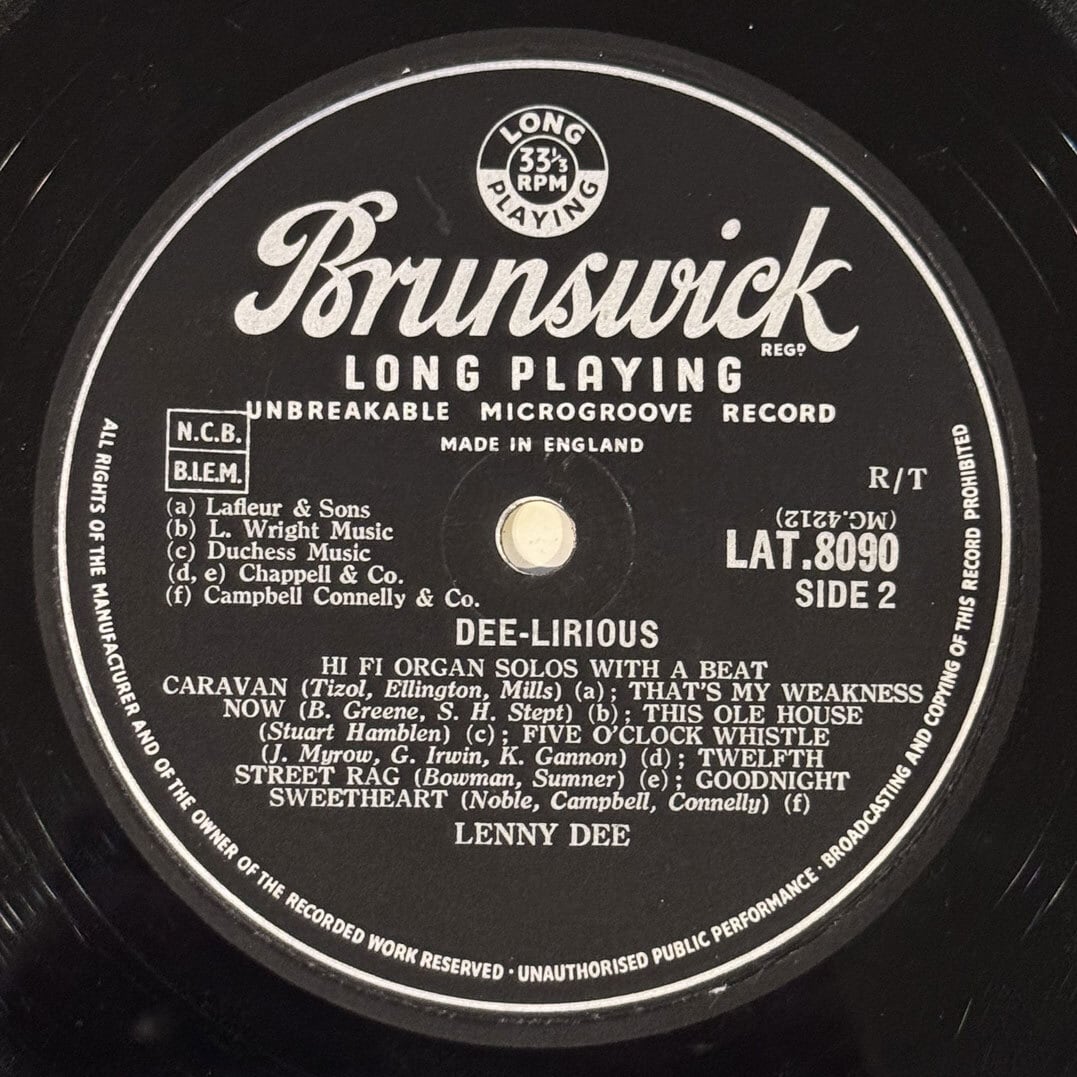 LONG
33⅓
RPM
PLAYING
Brunswick
REGD
LONG PLAYING
UNBREAKABLE MICROGROOVE RECORD
MADE IN ENGLAND
N.C.B.
B.I.E.M.
R/T
(a) Lafleur & Sons
(b) L. Wright Music
(c) Duchess Music
(d, e) Chappell & Co.
(f) Campbell Connelly & Co.
(MG.4212)
LAT.8090
SIDE 2
DEE-LIRIOUS
HI FI ORGAN SOLOS WITH A BEAT
CARAVAN (Tizol, Ellington, Mills) (a); THAT'S MY WEAKNESS
NOW (B. Greene, S. H. Stept) (b); THIS OLE HOUSE
(Stuart Hamblen) (c); FIVE O'CLOCK WHISTLE
(J. Myrow, G. Irwin, K. Gannon) (d); TWELFTH
STREET RAG (Bowman, Sumner) (e); GOODNIGHT
SWEETHEART (Noble, Campbell, Connelly) (f)
LENNY DEE
ALL RIGHTS OF THE MANUFACTURER AND OF THE OWNER OF THE RECORDED WORK RESERVED · UNAUTHORISED PUBLIC PERFORMANCE · BROADCASTING AND COPYING OF THIS RECORD PROHIBITED